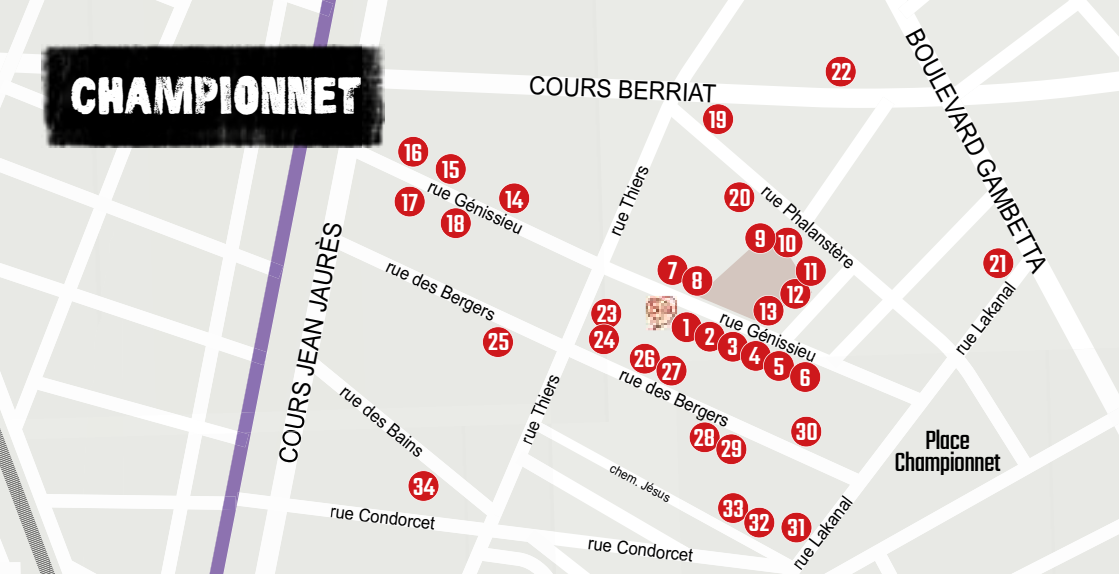 CHAMPIONNET
COURS BERRIAT
BOULEVARD GAMBETTA
22
19
16
15
14
17
18
rue Génissieu
rue Thiers
20
rue Phalanstère
9
10
11
12
13
7
8
21
rue Lakanal
COURS JEAN JAURÈS
rue des Bergers
25
23
24
1
2
3
4
5
6
rue Génissieu
26
27
rue des Bergers
28
29
30
Place
Championnet
rue Thiers
rue des Bains
34
chem. Jésus
33
32
31
rue Lakanal
rue Condorcet
rue Condorcet